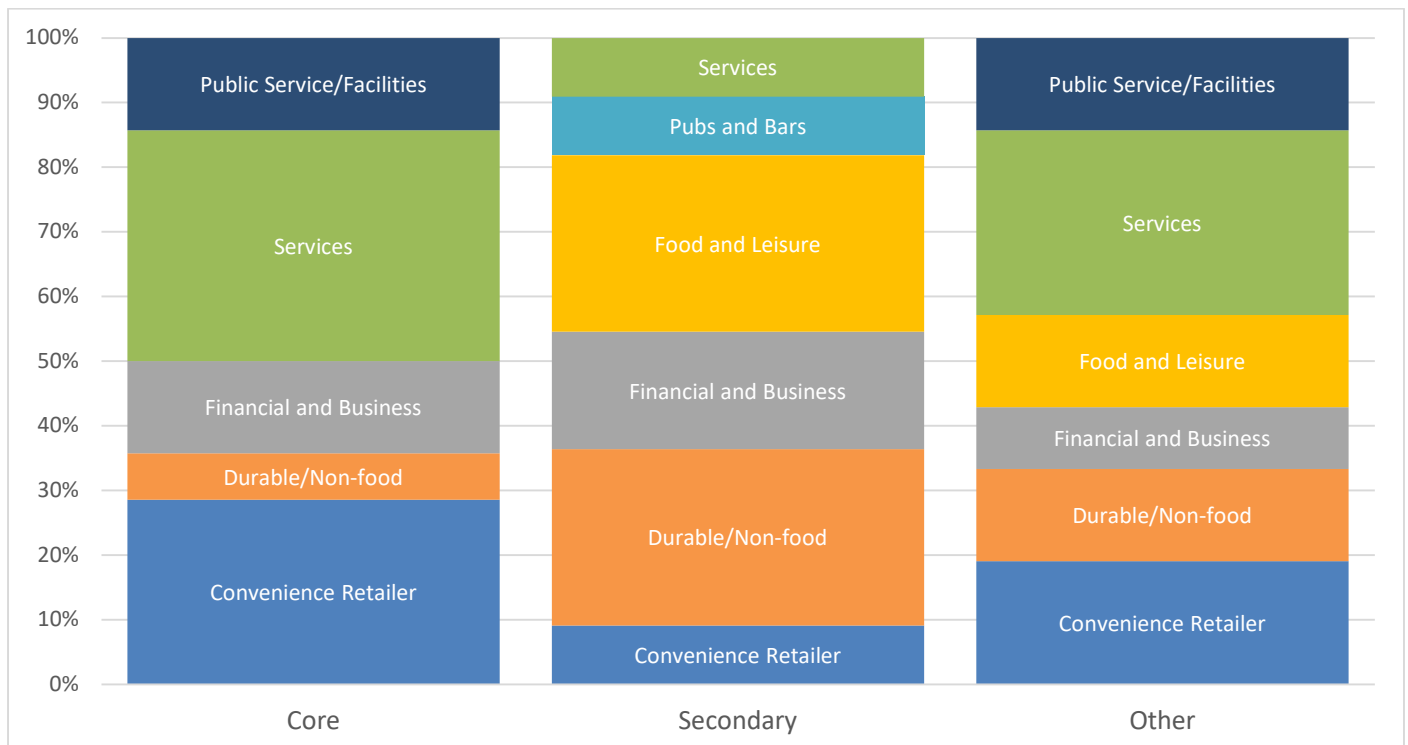 100%
90%
80%
70%
60%
50%
40%
30%
20%
10%
0%
Public Service/Facilities
Services
Financial and Business
Durable/Non-food
Convenience Retailer
Services
Pubs and Bars
Food and Leisure
Financial and Business
Durable/Non-food
Convenience Retailer
Public Service/Facilities
Services
Food and Leisure
Financial and Business
Durable/Non-food
Convenience Retailer
Core
Secondary
Other